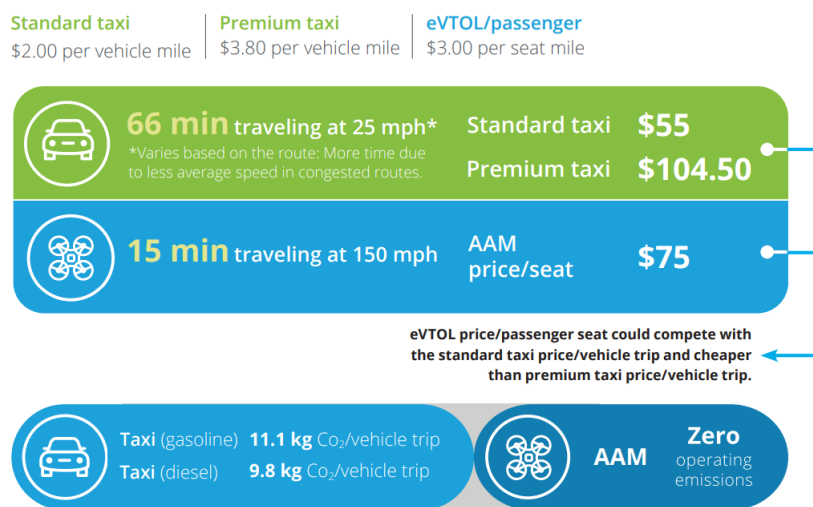 Standard taxi
$2.00 per vehicle mile
Premium taxi
$3.80 per vehicle mile
eVTOL/passenger
$3.00 per seat mile
66 min traveling at 25 mph*
*Varies based on the route: More time due
to less average speed in congested routes.
Standard taxi $55
Premium taxi $104.50
15 min traveling at 150 mph
AAM
price/seat
$75
eVTOL price/passenger seat could compete with
the standard taxi price/vehicle trip and cheaper
than premium taxi price/vehicle trip.
Taxi (gasoline) 11.1 kg Co₂/vehicle trip
Taxi (diesel) 9.8 kg Co₂/vehicle trip
AAM
Zero
operating
emissions